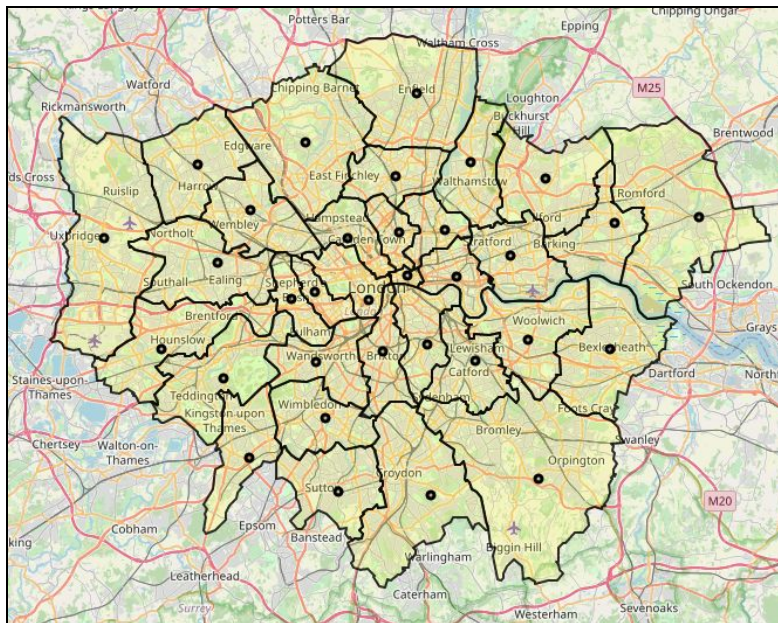 Chipping Ongar
Potters Bar
Epping
Waltham Cross
Watford
Chipping Barnet
Enfield
M25
Loughton
Rickmansworth
Buckhurst
Hill
Brentwood
Edgware
East Finchley
Walthamstow
Harrow
Ruislip
Romford
Ilford
Hampstead
Wembley
Uxbridge
Northolt
Camden Town
Stratford
Barking
Southall
Ealing
London
South Ockendon
Brentford
Fulham
Woolwich
Grays
Hounslow
Wandsworth
Brixton
Lewisham
Bexleyheath
Catford
Dartford
Staines-upon-
Thames
Teddington
Kingston upon
Thames
Wimbledon
Sydenham
Foots Cray
Chertsey
Walton-on-
Thames
Bromley
Swanley
Croydon
Orpington
Sutton
M20
Cobham
Epsom
Banstead
Biggin Hill
Warlingham
Leatherhead
Caterham
Surrey
Westerham
Sevenoaks